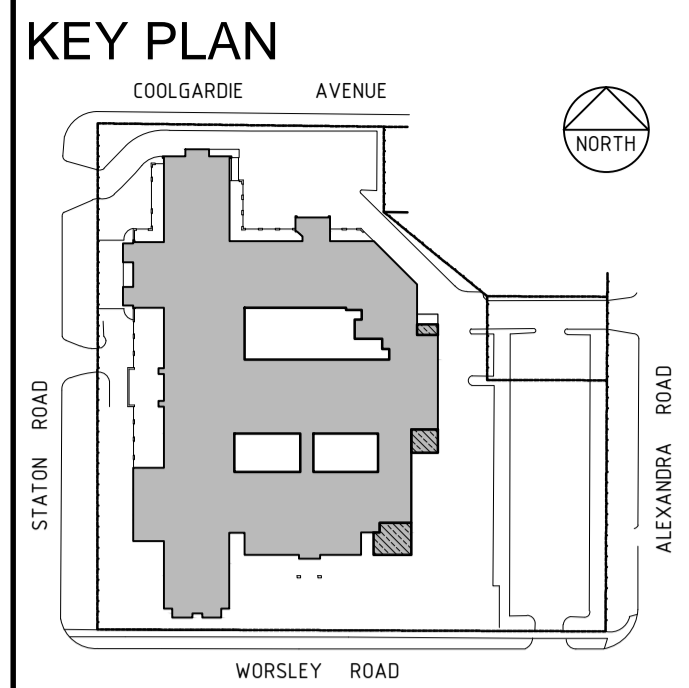 KEY PLAN
COOLGARDIE AVENUE
NORTH
STATON ROAD
ALEXANDRA ROAD
WORSLEY ROAD